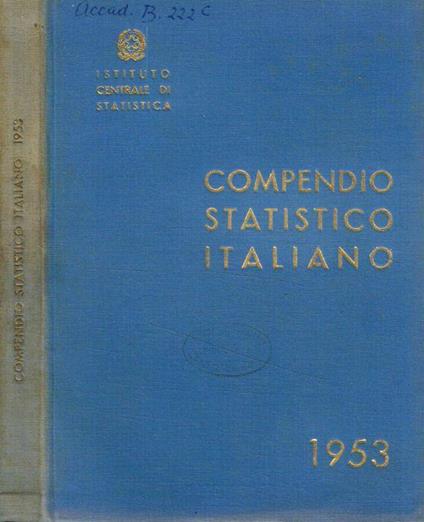 Accad. B. 222 c
ISTITUTO
CENTRALE DI
STATISTICA
COMPENDIO
STATISTICO
ITALIANO
1953
COMPENDIO STATISTICO ITALIANO 1953